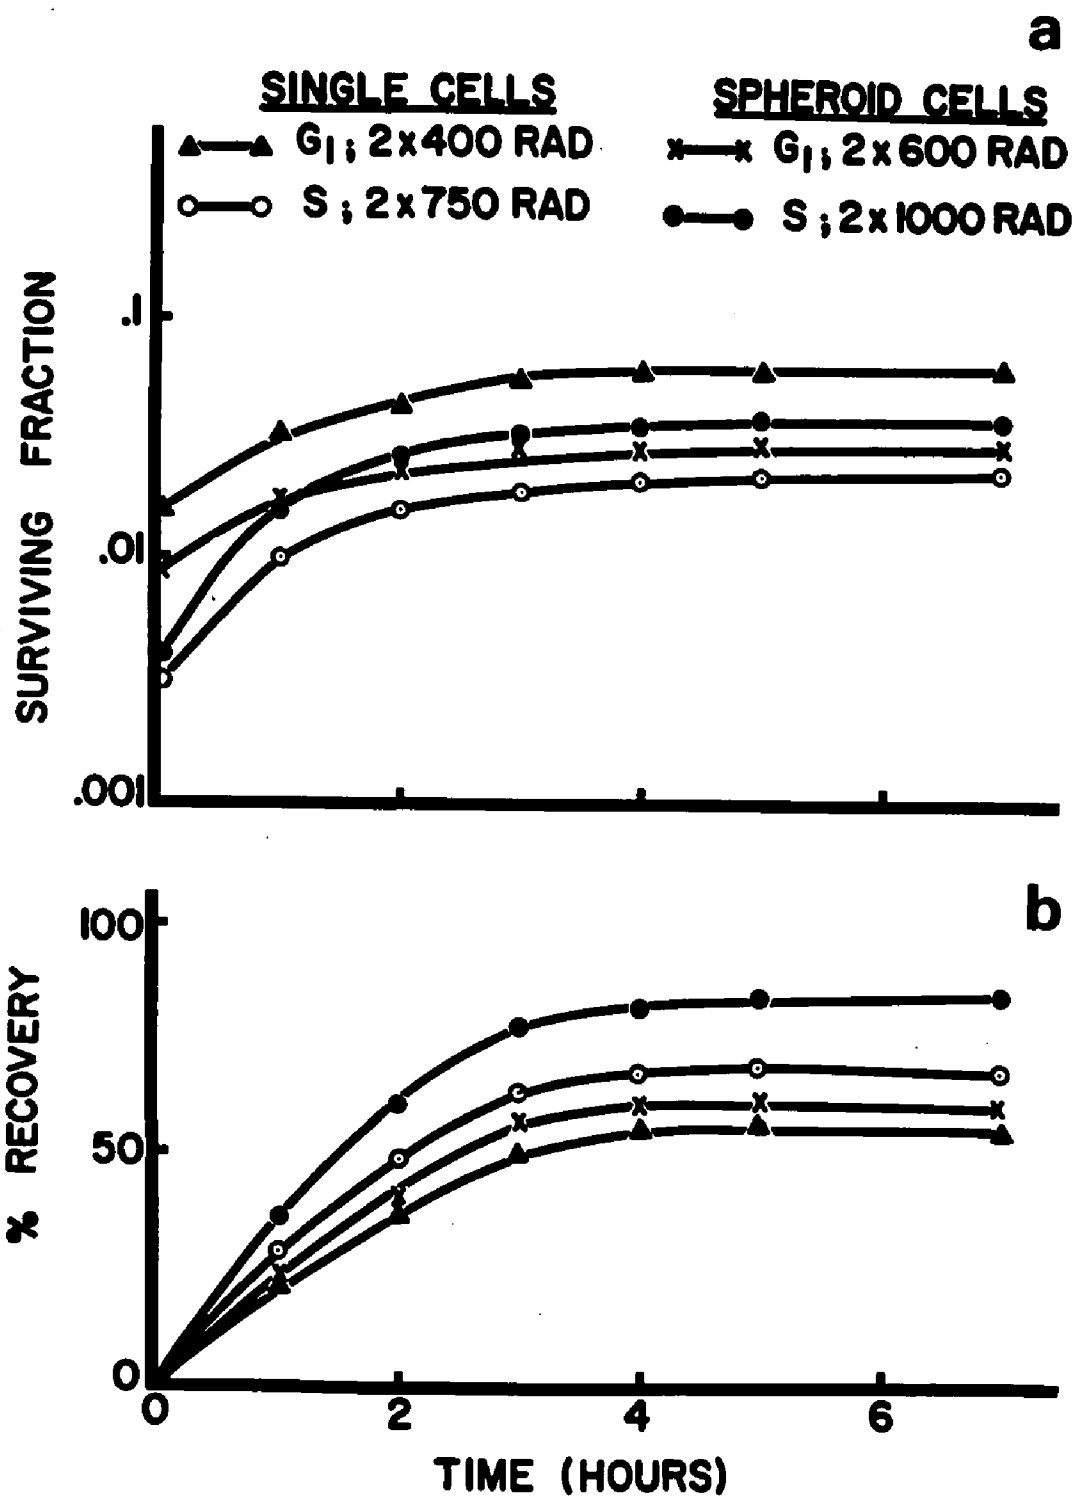 a
SINGLE CELLS
G1; 2x400 RAD
S; 2x750 RAD
SPHEROID CELLS
G1; 2x600 RAD
S; 2x1000 RAD
SURVIVING FRACTION
.1
.01
.001
b
% RECOVERY
100
50
0
0 2 4 6
TIME (HOURS)